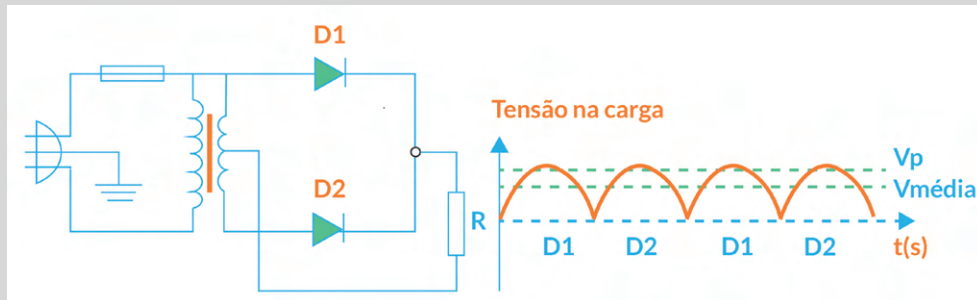 D1
D2
R
Tensão na carga
Vp
Vmédia
D1 D2 D1 D2 t(s)